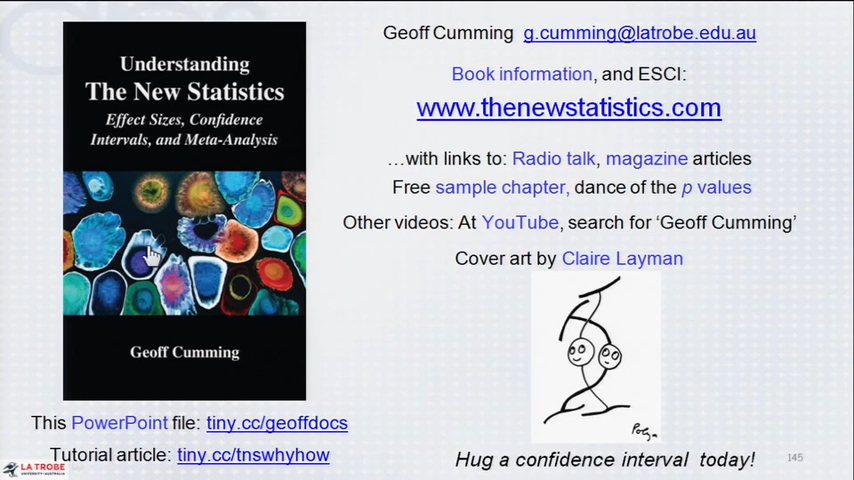 Understanding
The New Statistics
Effect Sizes, Confidence
Intervals, and Meta-Analysis
Geoff Cumming
This PowerPoint file: tiny.cc/geoffdocs
Tutorial article: tiny.cc/tnswhyhow
LA TROBE
UNIVERSITY•AUSTRALIA
Geoff Cumming g.cumming@latrobe.edu.au
Book information, and ESCI:
www.thenewstatistics.com
…with links to: Radio talk, magazine articles
Free sample chapter, dance of the p values
Other videos: At YouTube, search for ‘Geoff Cumming’
Cover art by Claire Layman
Hug a confidence interval today!
145